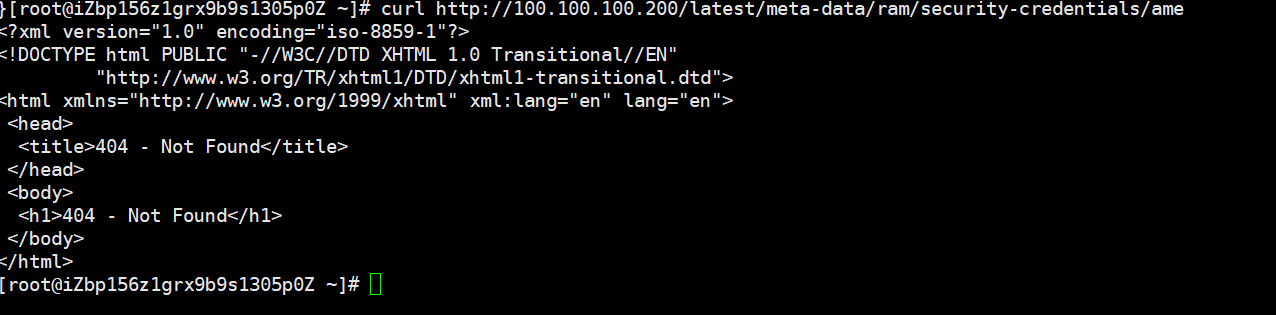 }[root@iZbp156z1grx9b9s1305p0Z ~]# curl http://100.100.100.200/latest/meta-data/ram/security-credentials/ame
<?xml version="1.0" encoding="iso-8859-1"?>
<!DOCTYPE html PUBLIC "-//W3C//DTD XHTML 1.0 Transitional//EN"
         "http://www.w3.org/TR/xhtml1/DTD/xhtml1-transitional.dtd">
<html xmlns="http://www.w3.org/1999/xhtml" xml:lang="en" lang="en">
 <head>
  <title>404 - Not Found</title>
 </head>
 <body>
  <h1>404 - Not Found</h1>
 </body>
</html>
[root@iZbp156z1grx9b9s1305p0Z ~]#